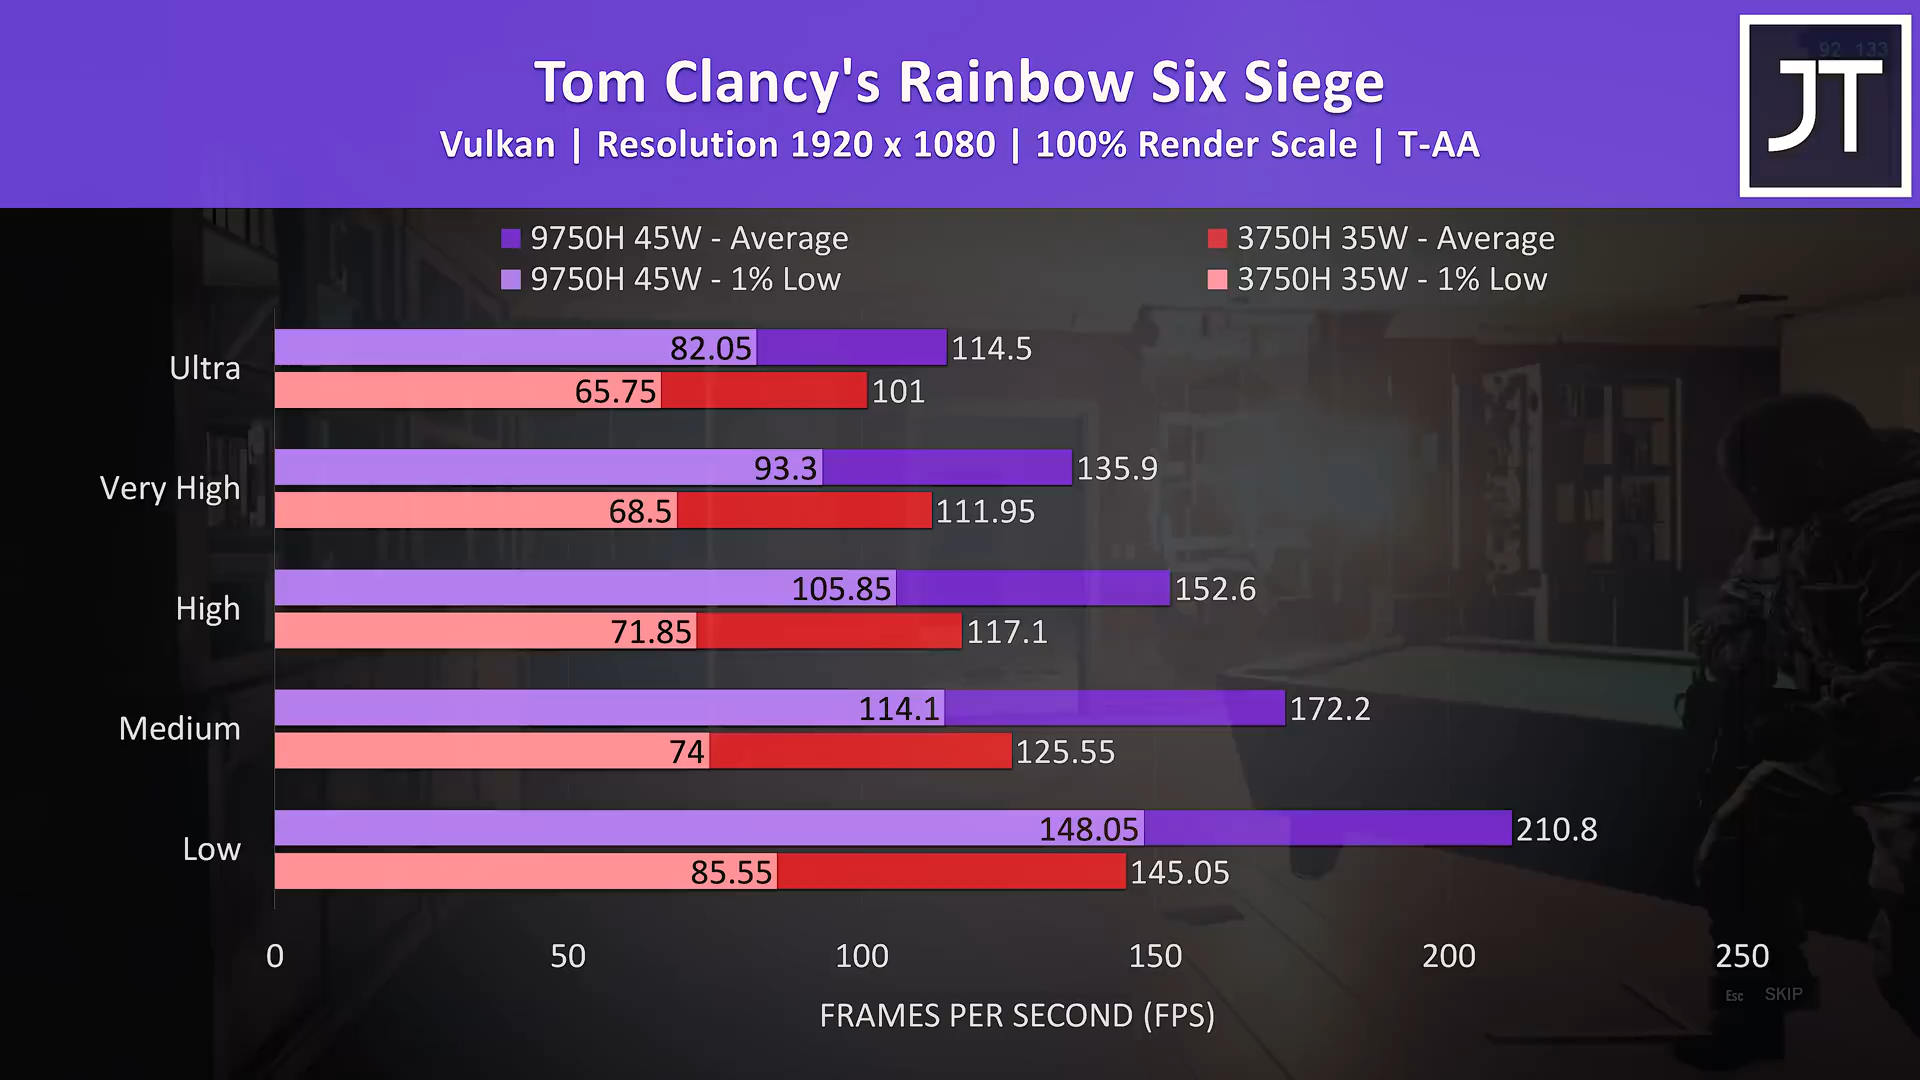 Tom Clancy's Rainbow Six Siege
Vulkan | Resolution 1920 x 1080 | 100% Render Scale | T-AA
92 133
JT
9750H 45W - Average
3750H 35W - Average
9750H 45W - 1% Low
3750H 35W - 1% Low
Ultra
82.05
114.5
65.75
101
Very High
93.3
135.9
68.5
111.95
High
105.85
152.6
71.85
117.1
Medium
114.1
172.2
74
125.55
Low
148.05
210.8
85.55
145.05
0 50 100 150 200 250
Esc SKIP
FRAMES PER SECOND (FPS)